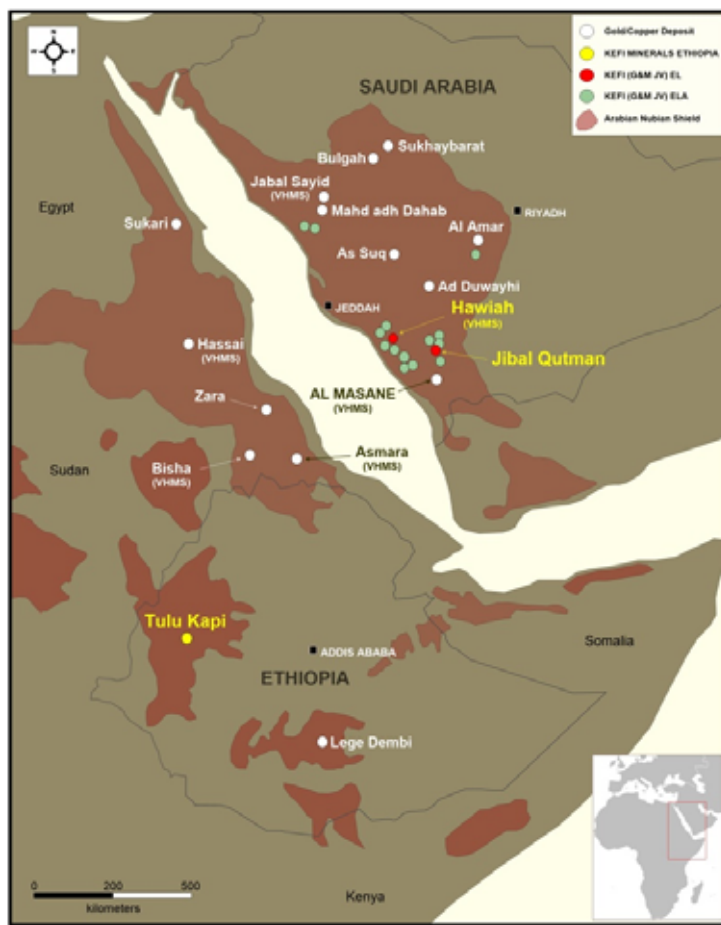 Gold/Copper Deposit
KEFI MINERALS ETHIOPIA
KEFI (G&M JV) EL
KEFI (G&M JV) ELA
Arabian Nubian Shield
N
W
E
S
SAUDI ARABIA
Sukhaybarat
Bulgah
Jabal Sayid
(VHMS)
Mahd adh Dahab
RIYADH
Egypt
Sukari
Al Amar
As Suq
Ad Duwayhi
JEDDAH
Hawiah
(VHMS)
Hassai
(VHMS)
Jibal Qutman
AL MASANE
(VHMS)
Zara
Asmara
(VHMS)
Bisha
(VHMS)
Sudan
Tulu Kapi
ADDIS ABABA
Somalia
ETHIOPIA
Lege Dembi
0 200 500
kilometers
Kenya